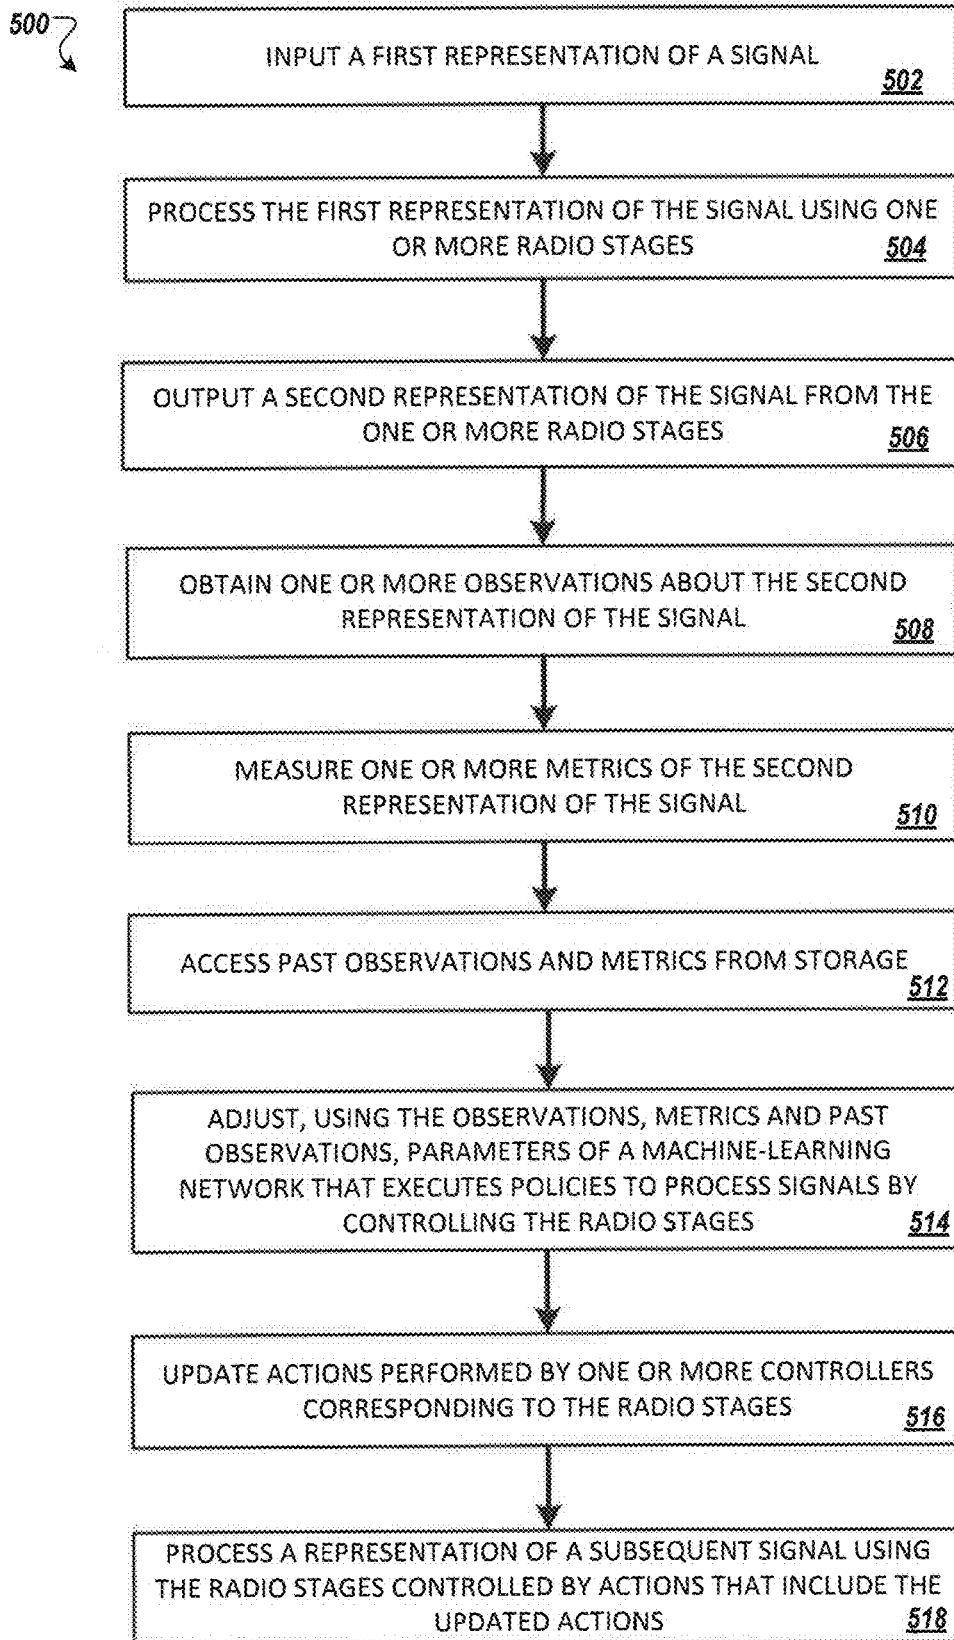 500
INPUT A FIRST REPRESENTATION OF A SIGNAL
502
PROCESS THE FIRST REPRESENTATION OF THE SIGNAL USING ONE
OR MORE RADIO STAGES
504
OUTPUT A SECOND REPRESENTATION OF THE SIGNAL FROM THE
ONE OR MORE RADIO STAGES
506
OBTAIN ONE OR MORE OBSERVATIONS ABOUT THE SECOND
REPRESENTATION OF THE SIGNAL
508
MEASURE ONE OR MORE METRICS OF THE SECOND
REPRESENTATION OF THE SIGNAL
510
ACCESS PAST OBSERVATIONS AND METRICS FROM STORAGE
512
ADJUST, USING THE OBSERVATIONS, METRICS AND PAST
OBSERVATIONS, PARAMETERS OF A MACHINE-LEARNING
NETWORK THAT EXECUTES POLICIES TO PROCESS SIGNALS BY
CONTROLLING THE RADIO STAGES
514
UPDATE ACTIONS PERFORMED BY ONE OR MORE CONTROLLERS
CORRESPONDING TO THE RADIO STAGES
516
PROCESS A REPRESENTATION OF A SUBSEQUENT SIGNAL USING
THE RADIO STAGES CONTROLLED BY ACTIONS THAT INCLUDE THE
UPDATED ACTIONS
518